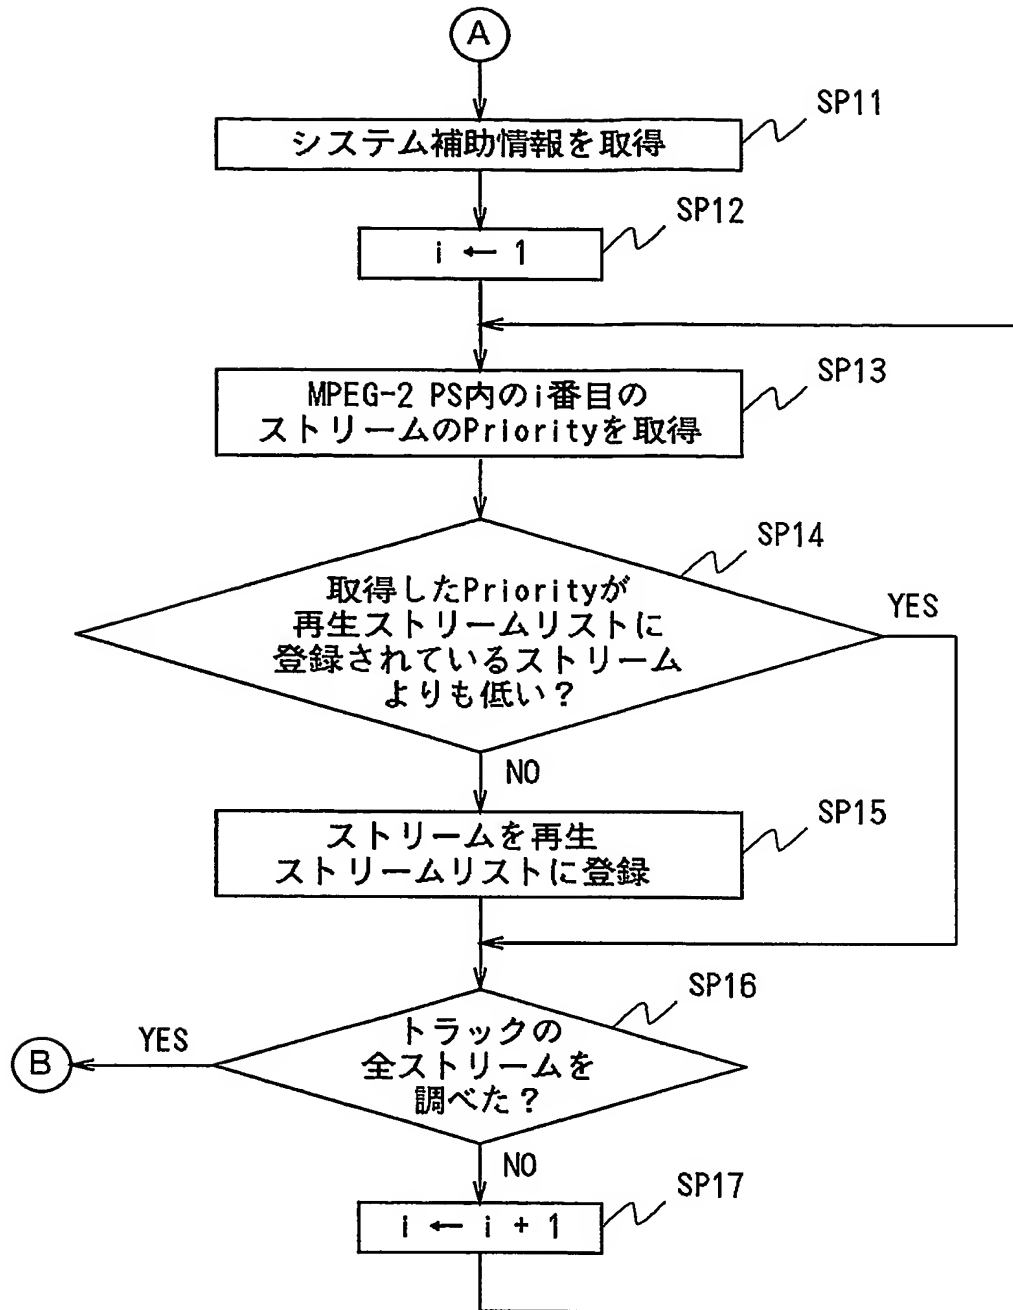 A
SP11
システム補助情報を取得
SP12
i ← 1
SP13
MPEG-2 PS内のi番目の
ストリームのPriorityを取得
SP14
取得したPriorityが
再生ストリームリストに
登録されているストリーム
よりも低い？
YES
NO
SP15
ストリームを再生
ストリームリストに登録
SP16
トラックの
全ストリームを
調べた？
YES
B
NO
SP17
i ← i + 1